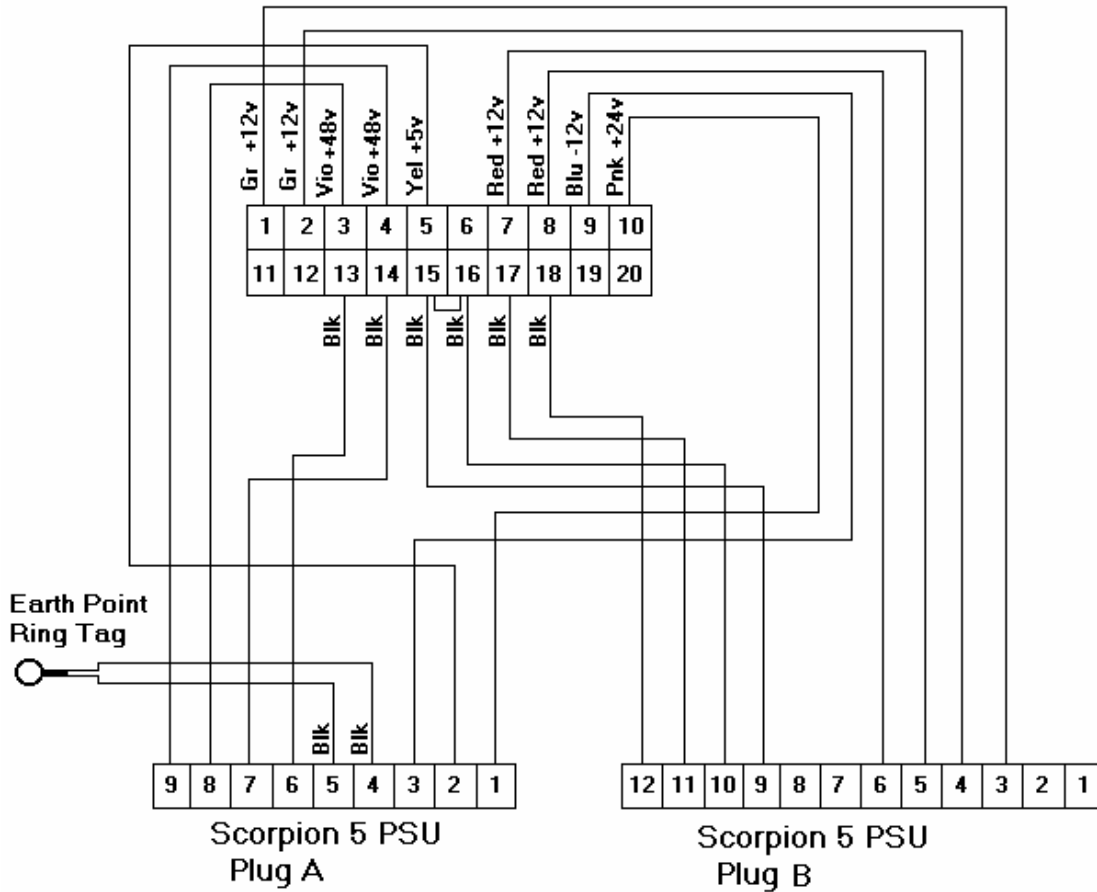 Gr +12v
Gr +12v
Vio +48v
Vio +48v
Yel +5v
Red +12v
Red +12v
Blu -12v
Pnk +24v
1 2 3 4 5 6 7 8 9 10
11 12 13 14 15 16 17 18 19 20
Blk
Blk
Blk
Blk
Blk
Blk
Earth Point
Ring Tag
Blk
Blk
9 8 7 6 5 4 3 2 1
12 11 10 9 8 7 6 5 4 3 2 1
Scorpion 5 PSU
Plug A
Scorpion 5 PSU
Plug B